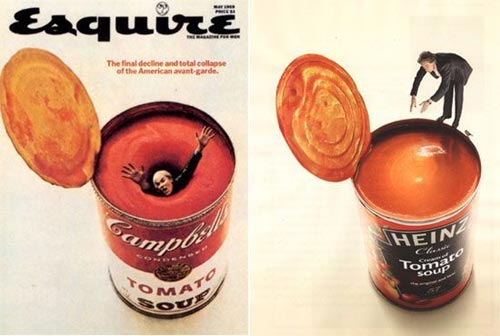 Esquire
MAY 1969
PRICE $1
THE MAGAZINE FOR MEN
The final decline and total collapse
of the American avant-garde.
Campbell's
CONDENSED
TOMATO
SOUP
HEINZ
Classic
Cream of
Tomato
soup